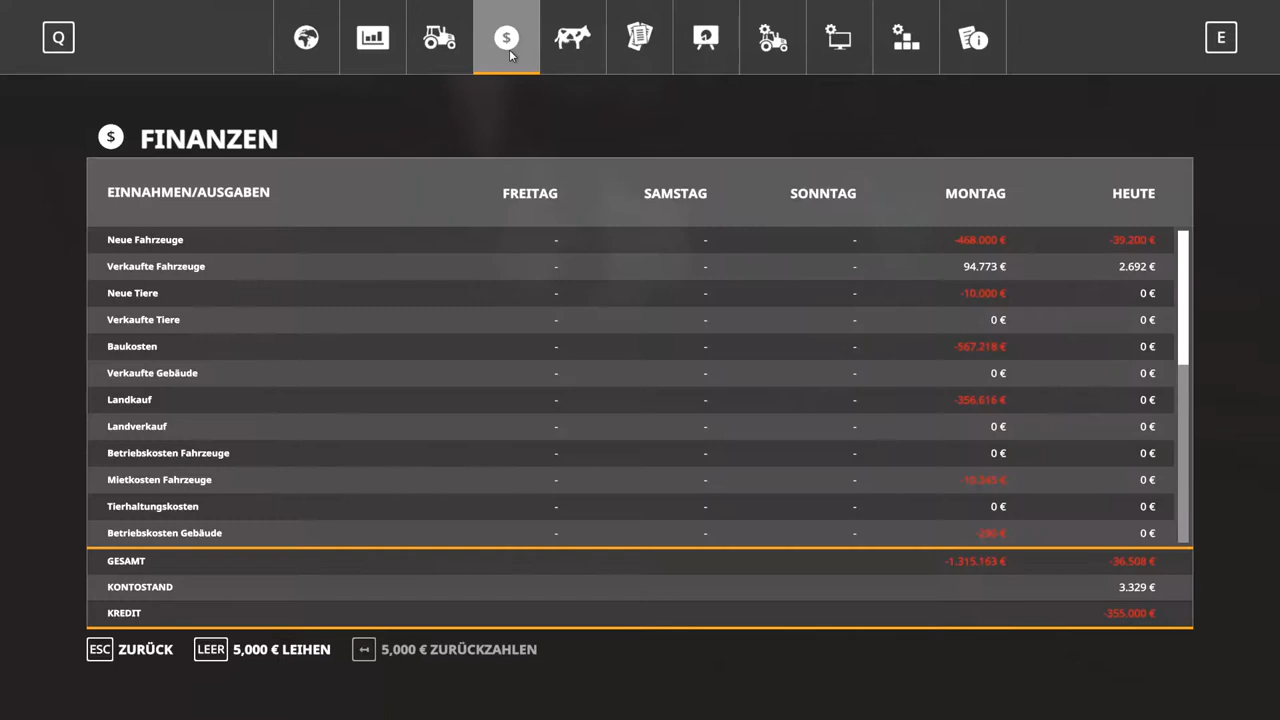 Q
E
$ FINANZEN
EINNAHMEN/AUSGABEN FREITAG SAMSTAG SONNTAG MONTAG HEUTE
Neue Fahrzeuge - - - -468.000 € -39.200 €
Verkaufte Fahrzeuge - - - 94.773 € 2.692 €
Neue Tiere - - - -10.000 € 0 €
Verkaufte Tiere - - - 0 € 0 €
Baukosten - - - -567.218 € 0 €
Verkaufte Gebäude - - - 0 € 0 €
Landkauf - - - -356.616 € 0 €
Landverkauf - - - 0 € 0 €
Betriebskosten Fahrzeuge - - - 0 € 0 €
Mietkosten Fahrzeuge - - - 0 €
Tierhaltungskosten - - - 0 € 0 €
Betriebskosten Gebäude - - - 0 €
GESAMT -1.315.163 € -36.508 €
KONTOSTAND 3.329 €
KREDIT -355.000 €
ESC ZURÜCK LEER 5,000 € LEIHEN ↔ 5,000 € ZURÜCKZAHLEN